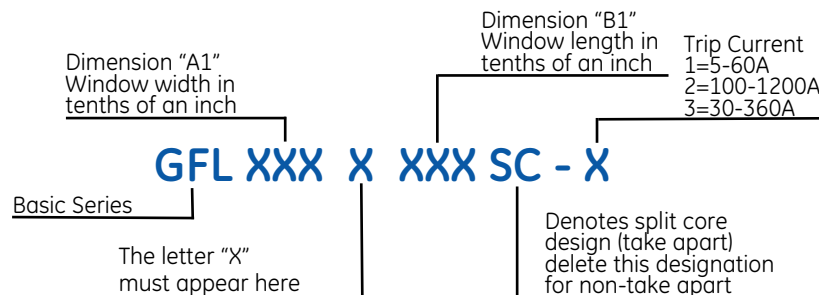 Dimension “B1”
Window length in
tenths of an inch
Trip Current
1=5-60A
2=100-1200A
3=30-360A
Dimension “A1”
Window width in
tenths of an inch
GFL XXX X XXX SC - X
Basic Series
The letter “X”
must appear here
Denotes split core
design (take apart)
delete this designation
for non-take apart